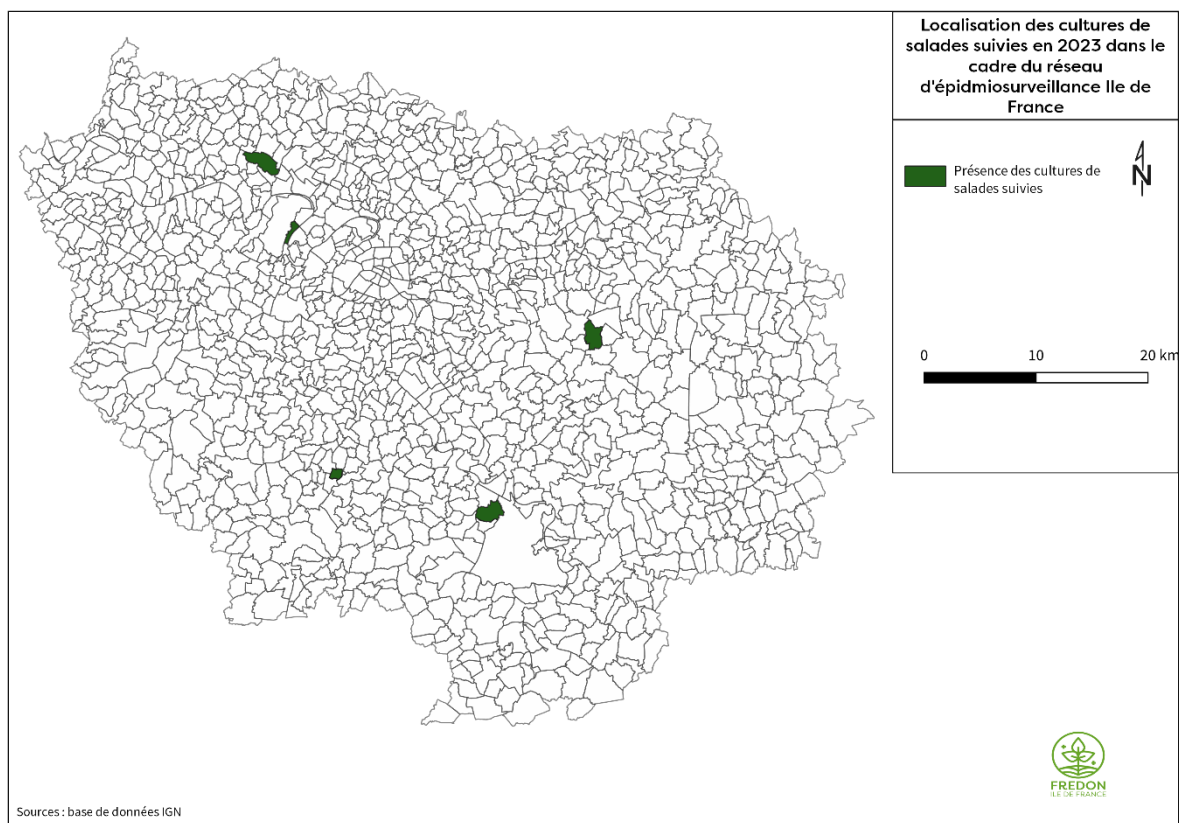 Localisation des cultures de
salades suivies en 2023 dans le
cadre du réseau
d'épidmiosurveillance Ile de
France
Présence des cultures de
salades suivies
N
0 10 20 km
FREDON
ILE DE FRANCE
Sources : base de données IGN